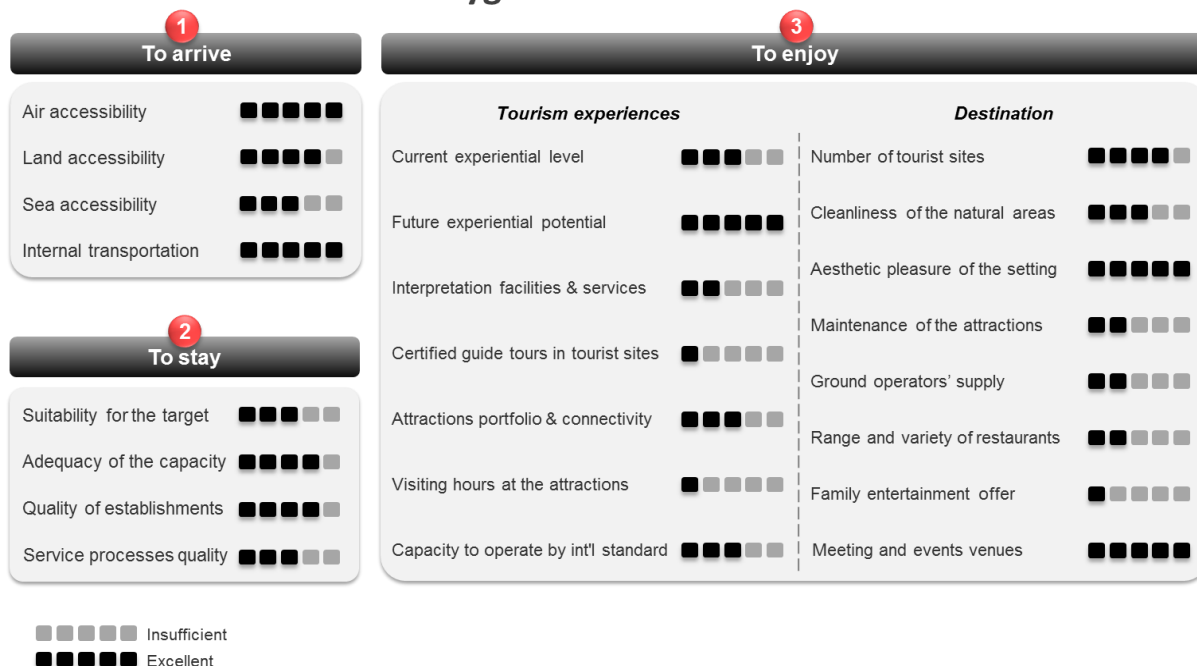 1
To arrive
Air accessibility
Land accessibility
Sea accessibility
Internal transportation
2
To stay
Suitability for the target
Adequacy of the capacity
Quality of establishments
Service processes quality
3
To enjoy
Tourism experiences
Current experiential level
Future experiential potential
Interpretation facilities & services
Certified guide tours in tourist sites
Attractions portfolio & connectivity
Visiting hours at the attractions
Capacity to operate by int'l standard
Destination
Number of tourist sites
Cleanliness of the natural areas
Aesthetic pleasure of the setting
Maintenance of the attractions
Ground operators' supply
Range and variety of restaurants
Family entertainment offer
Meeting and events venues
Insufficient
Excellent